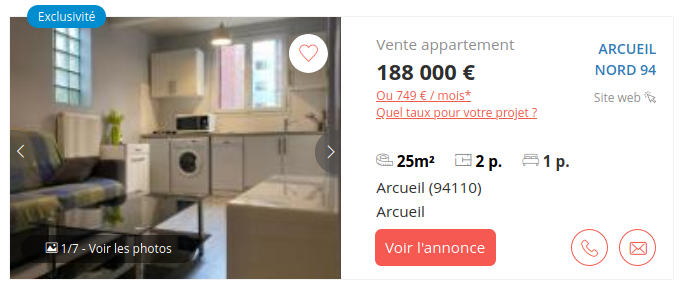 Exclusivité
1/7 - Voir les photos
Vente appartement
188 000 €
Ou 749 € / mois*
Quel taux pour votre projet ?
ARCUEIL
NORD 94
Site web
25m² 2 p. 1 p.
Arcueil (94110)
Arcueil
Voir l'annonce